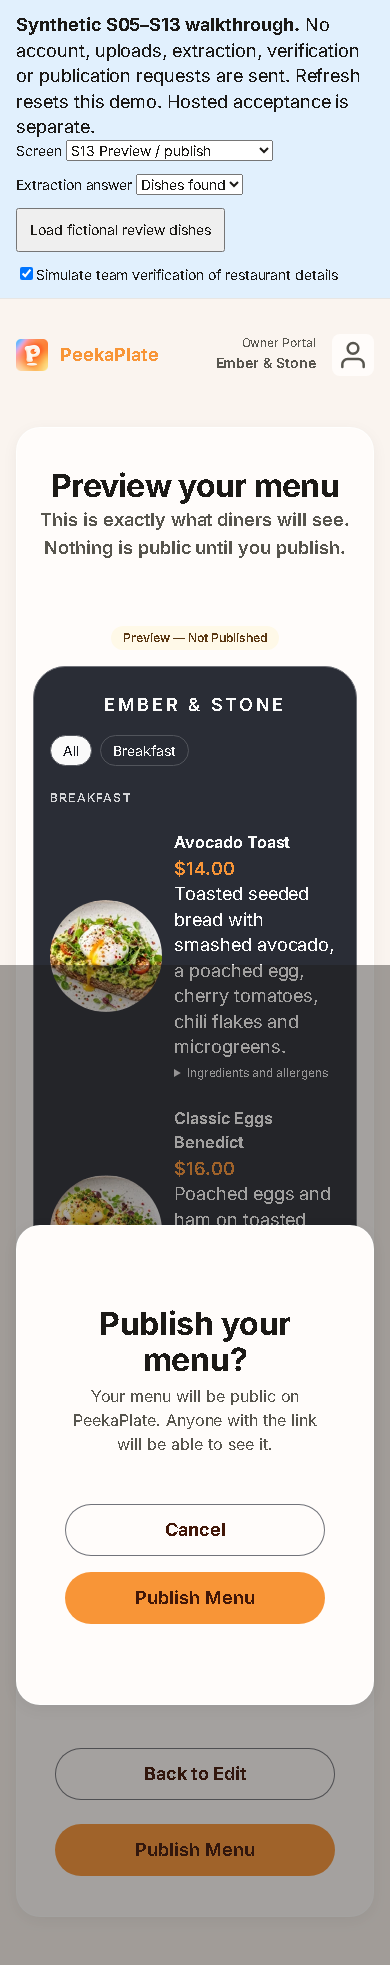 Synthetic S05–S13 walkthrough. No
account, uploads, extraction, verification
or publication requests are sent. Refresh
resets this demo. Hosted acceptance is
separate.
Screen S13 Preview / publish
Extraction answer Dishes found
Load fictional review dishes
Simulate team verification of restaurant details
PeekaPlate
Owner Portal
Ember & Stone
Preview your menu
This is exactly what diners will see.
Nothing is public until you publish.
Preview — Not Published
EMBER & STONE
All Breakfast
BREAKFAST
Avocado Toast
$14.00
Toasted seeded
bread with
smashed avocado,
a poached egg,
cherry tomatoes,
chili flakes and
microgreens.
Ingredients and allergens
Classic Eggs
Benedict
$16.00
Poached eggs and
ham on toasted
Publish your
menu?
Your menu will be public on
PeekaPlate. Anyone with the link
will be able to see it.
Cancel
Publish Menu
Back to Edit
Publish Menu